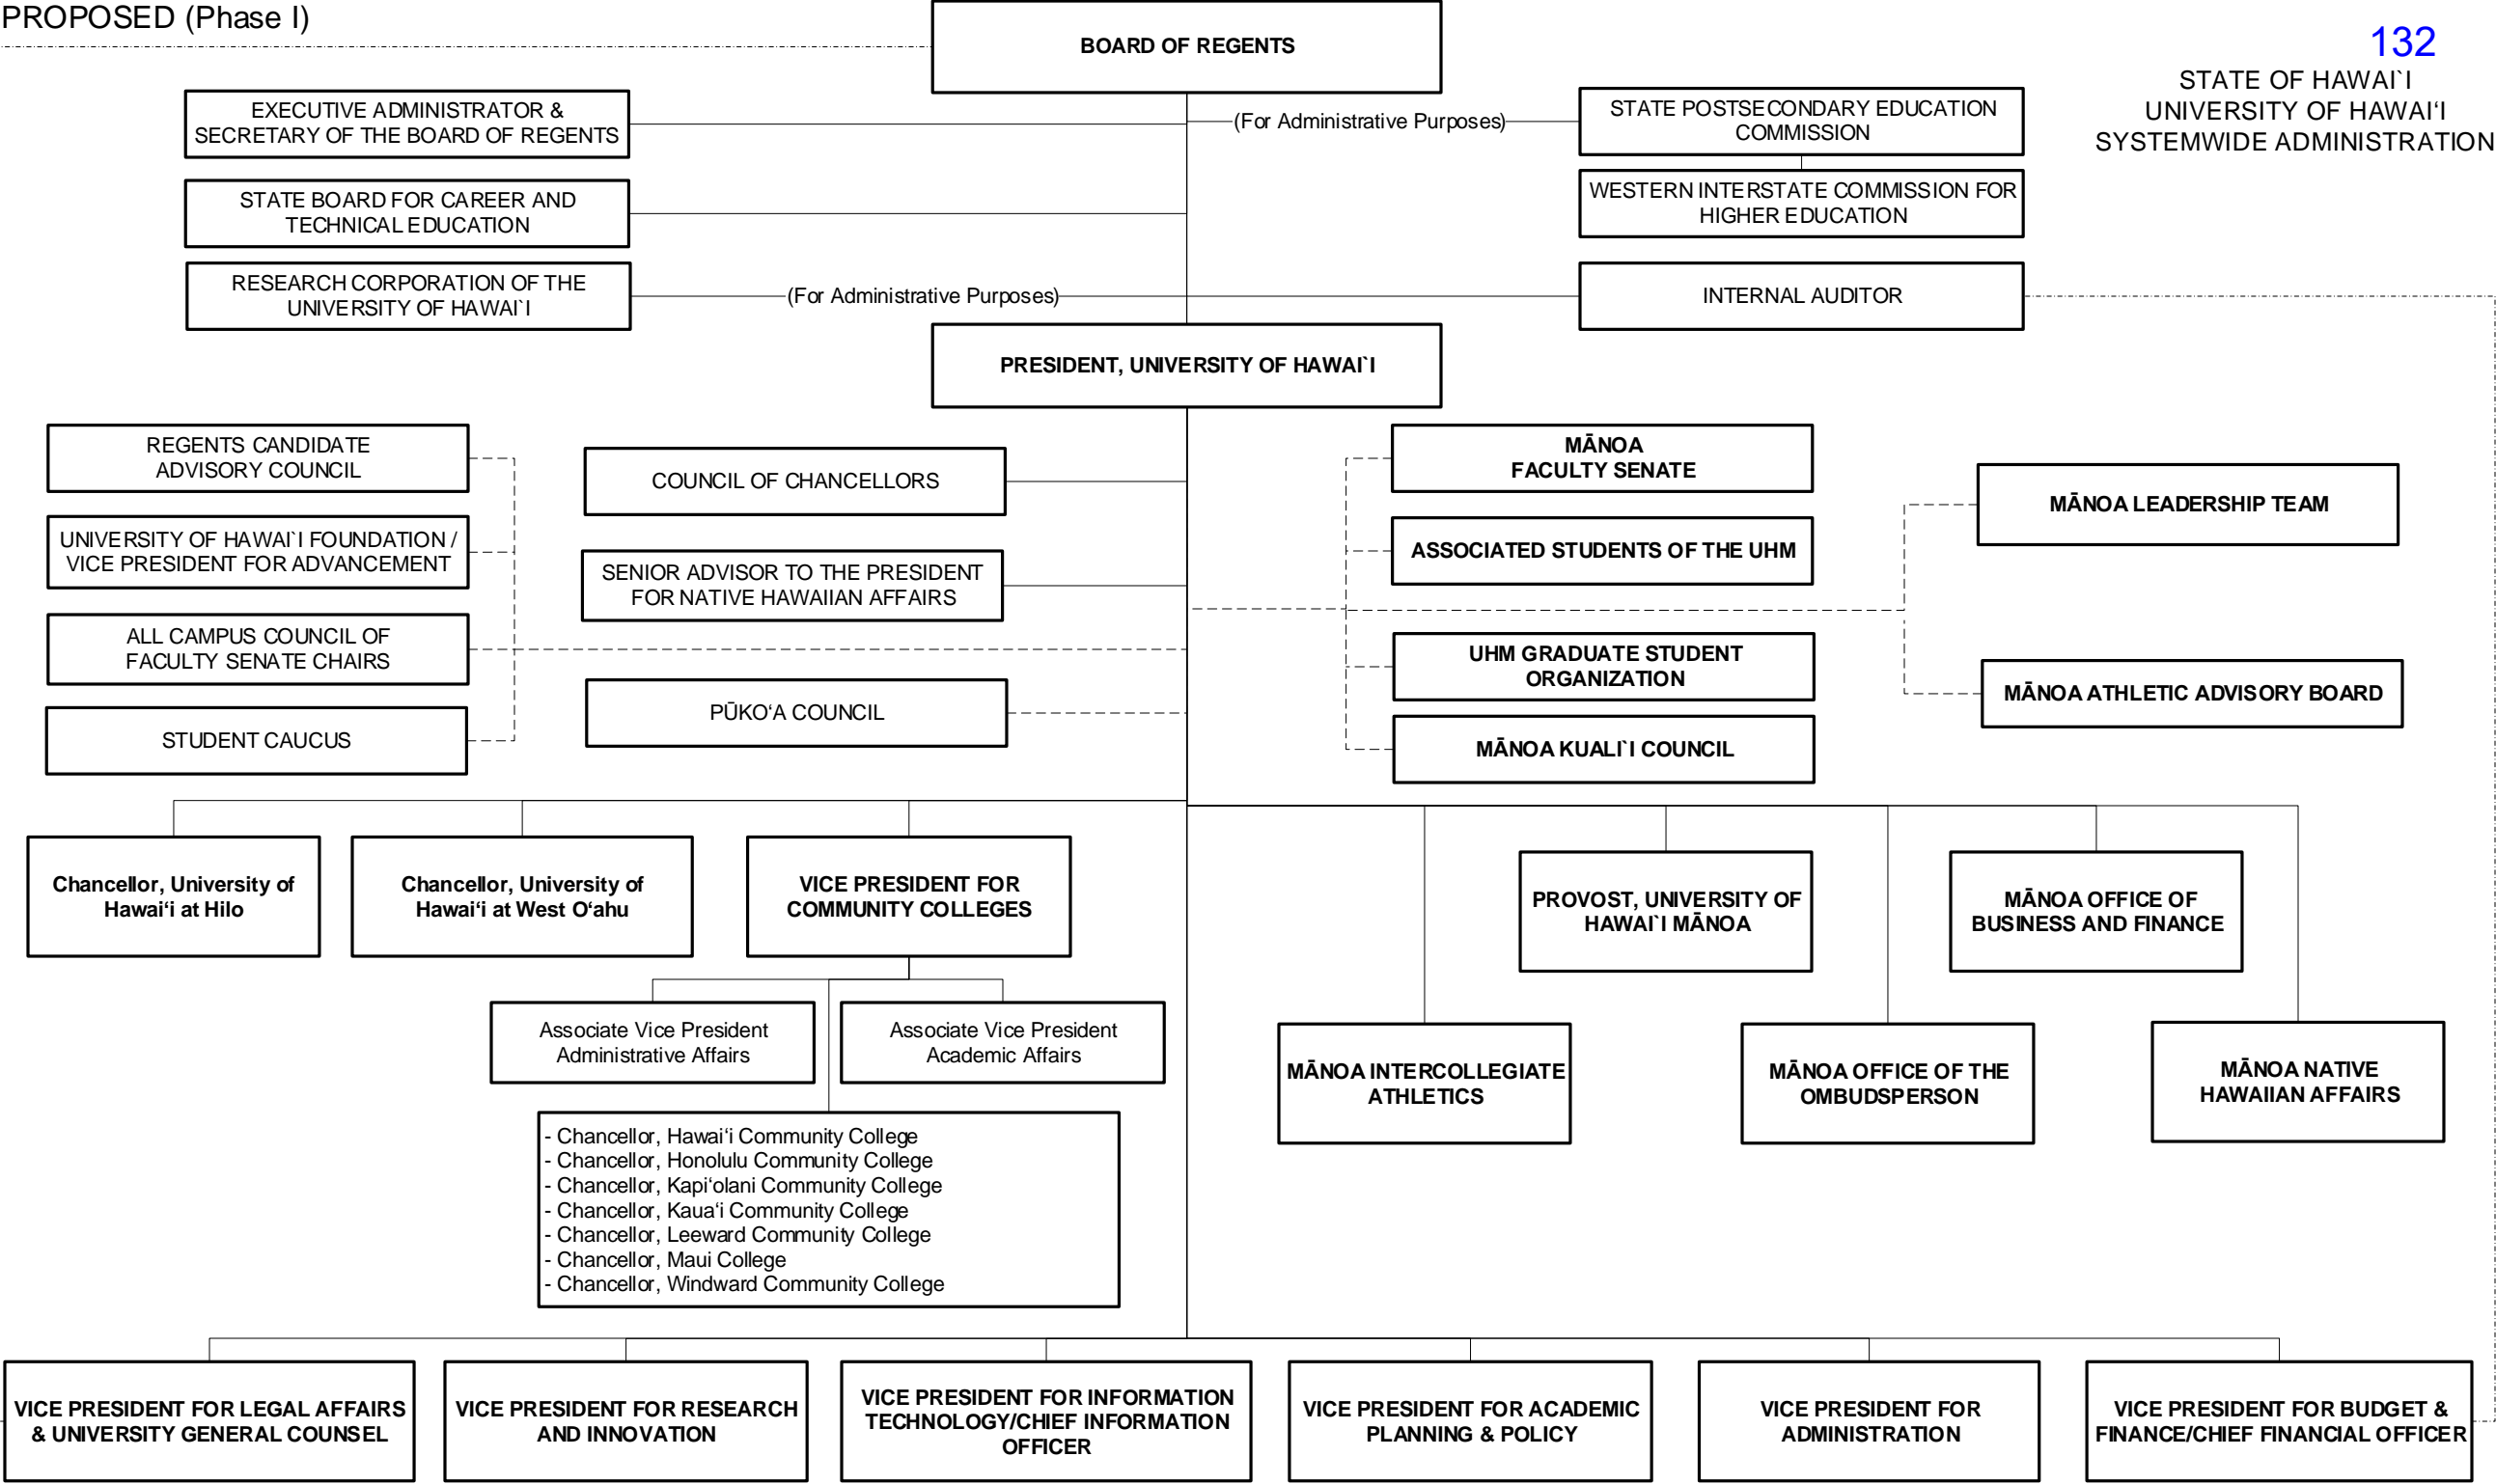 PROPOSED (Phase I)
BOARD OF REGENTS
132
STATE OF HAWAI`I
UNIVERSITY OF HAWAI‘I
SYSTEMWIDE ADMINISTRATION
EXECUTIVE ADMINISTRATOR &
SECRETARY OF THE BOARD OF REGENTS
(For Administrative Purposes)
STATE POSTSECONDARY EDUCATION
COMMISSION
STATE BOARD FOR CAREER AND
TECHNICAL EDUCATION
WESTERN INTERSTATE COMMISSION FOR
HIGHER EDUCATION
RESEARCH CORPORATION OF THE
UNIVERSITY OF HAWAI`I
(For Administrative Purposes)
INTERNAL AUDITOR
PRESIDENT, UNIVERSITY OF HAWAI`I
REGENTS CANDIDATE
ADVISORY COUNCIL
UNIVERSITY OF HAWAI`I FOUNDATION /
VICE PRESIDENT FOR ADVANCEMENT
ALL CAMPUS COUNCIL OF
FACULTY SENATE CHAIRS
STUDENT CAUCUS
COUNCIL OF CHANCELLORS
SENIOR ADVISOR TO THE PRESIDENT
FOR NATIVE HAWAIIAN AFFAIRS
PŪKO‘A COUNCIL
MĀNOA
FACULTY SENATE
ASSOCIATED STUDENTS OF THE UHM
UHM GRADUATE STUDENT
ORGANIZATION
MĀNOA KUALI`I COUNCIL
MĀNOA LEADERSHIP TEAM
MĀNOA ATHLETIC ADVISORY BOARD
Chancellor, University of
Hawai‘i at Hilo
Chancellor, University of
Hawai‘i at West O‘ahu
VICE PRESIDENT FOR
COMMUNITY COLLEGES
PROVOST, UNIVERSITY OF
HAWAI`I MĀNOA
MĀNOA OFFICE OF
BUSINESS AND FINANCE
Associate Vice President
Administrative Affairs
Associate Vice President
Academic Affairs
MĀNOA INTERCOLLEGIATE
ATHLETICS
MĀNOA OFFICE OF THE
OMBUDSPERSON
MĀNOA NATIVE
HAWAIIAN AFFAIRS
- Chancellor, Hawai‘i Community College
- Chancellor, Honolulu Community College
- Chancellor, Kapi‘olani Community College
- Chancellor, Kaua‘i Community College
- Chancellor, Leeward Community College
- Chancellor, Maui College
- Chancellor, Windward Community College
VICE PRESIDENT FOR LEGAL AFFAIRS
& UNIVERSITY GENERAL COUNSEL
VICE PRESIDENT FOR RESEARCH
AND INNOVATION
VICE PRESIDENT FOR INFORMATION
TECHNOLOGY/CHIEF INFORMATION
OFFICER
VICE PRESIDENT FOR ACADEMIC
PLANNING & POLICY
VICE PRESIDENT FOR
ADMINISTRATION
VICE PRESIDENT FOR BUDGET &
FINANCE/CHIEF FINANCIAL OFFICER